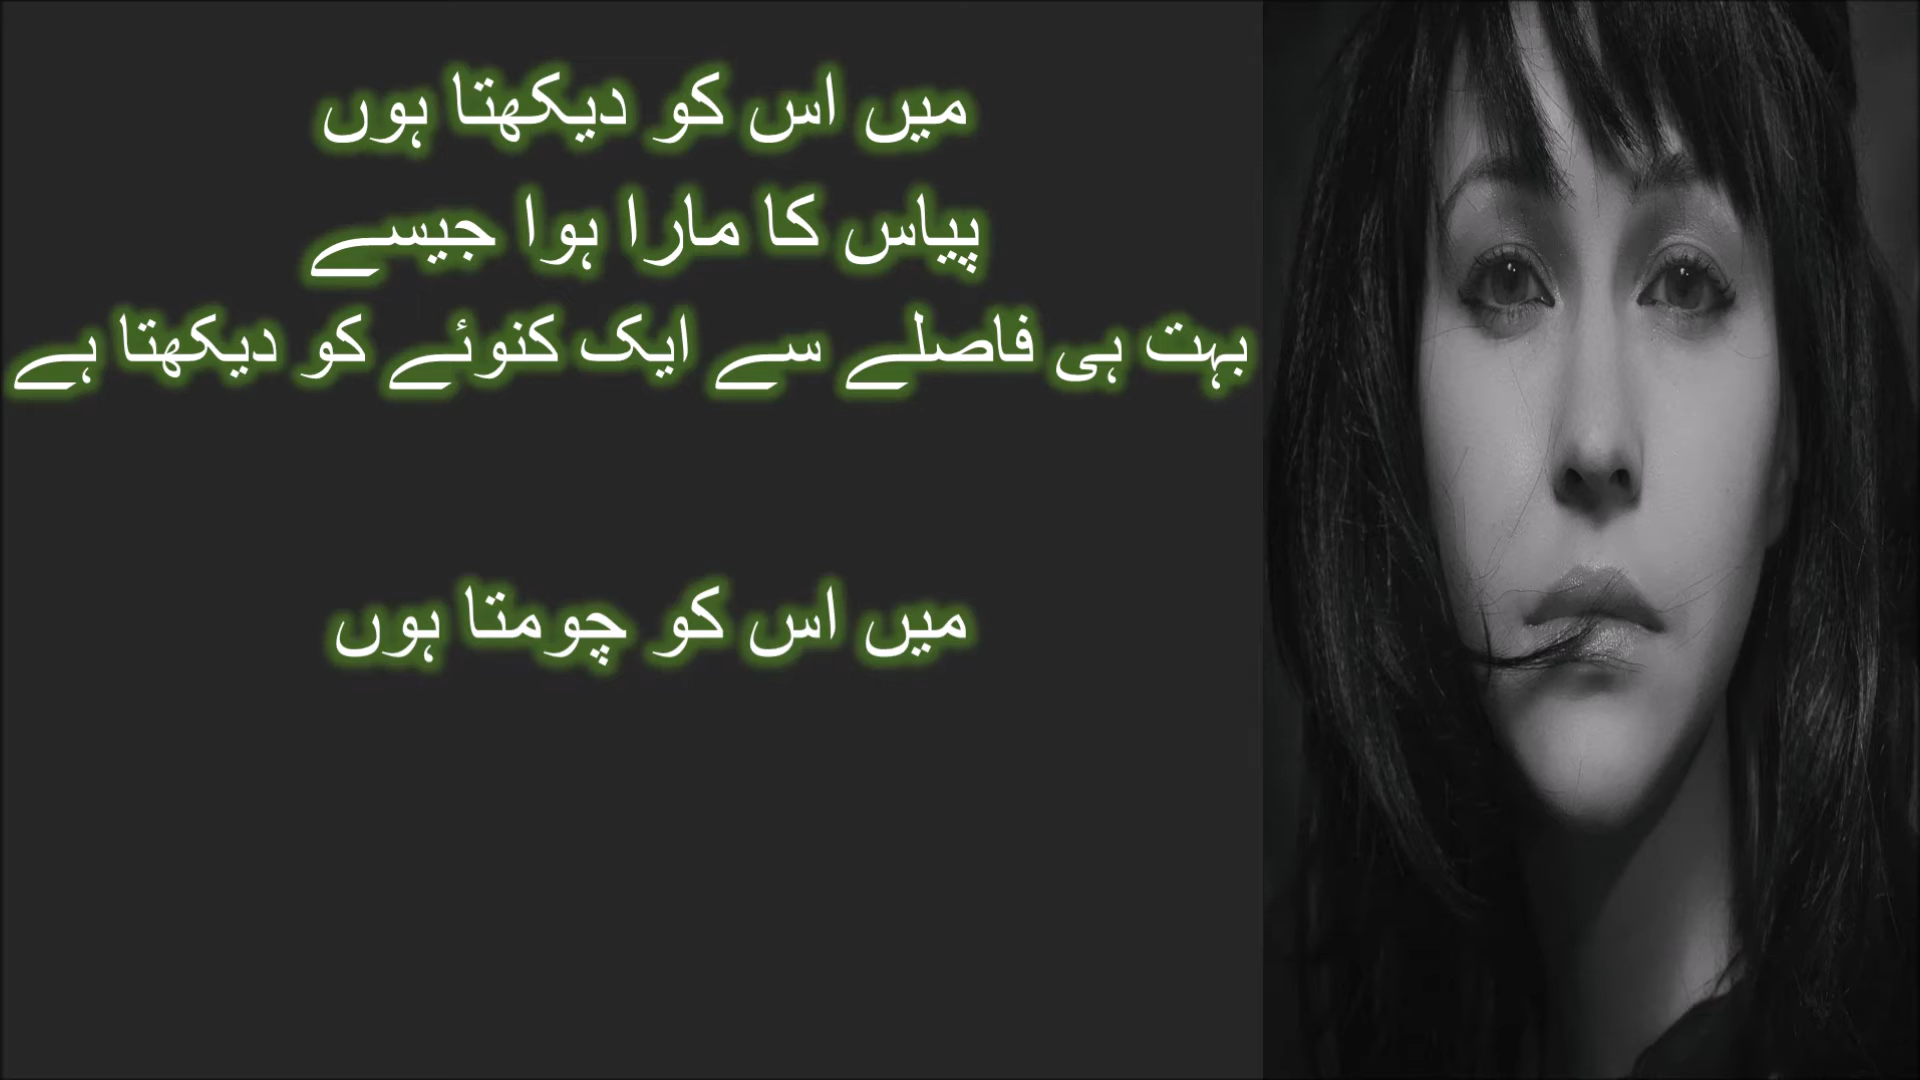 میں اس کو دیکھتا ہوں
پیاس کا مارا ہوا جیسے
بہت ہی فاصلے سے ایک کنوئے کو دیکھتا ہے
میں اس کو چومتا ہوں